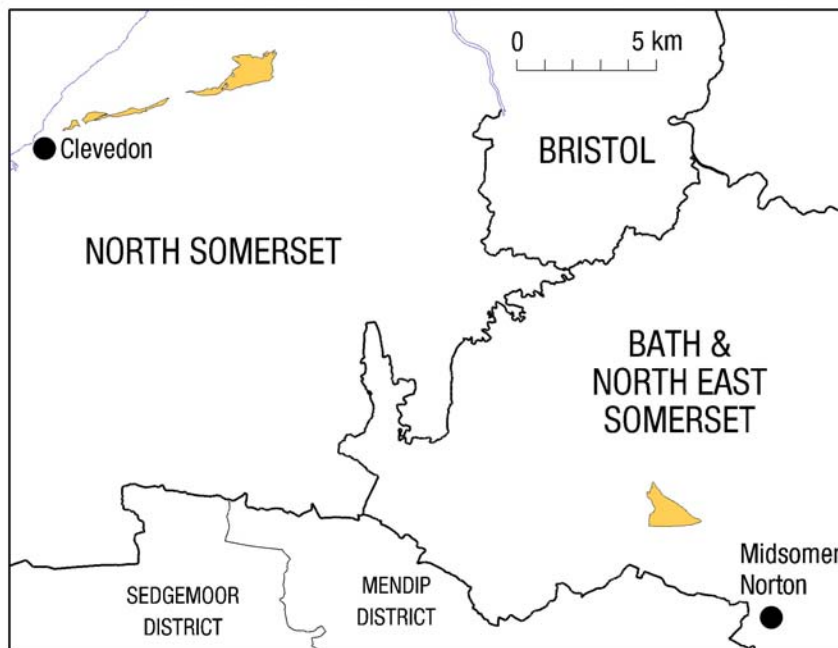 0
5 km
Clevedon
BRISTOL
NORTH SOMERSET
BATH &
NORTH EAST
SOMERSET
Midsomer
Norton
SEDGEMOOR
DISTRICT
MENDIP
DISTRICT